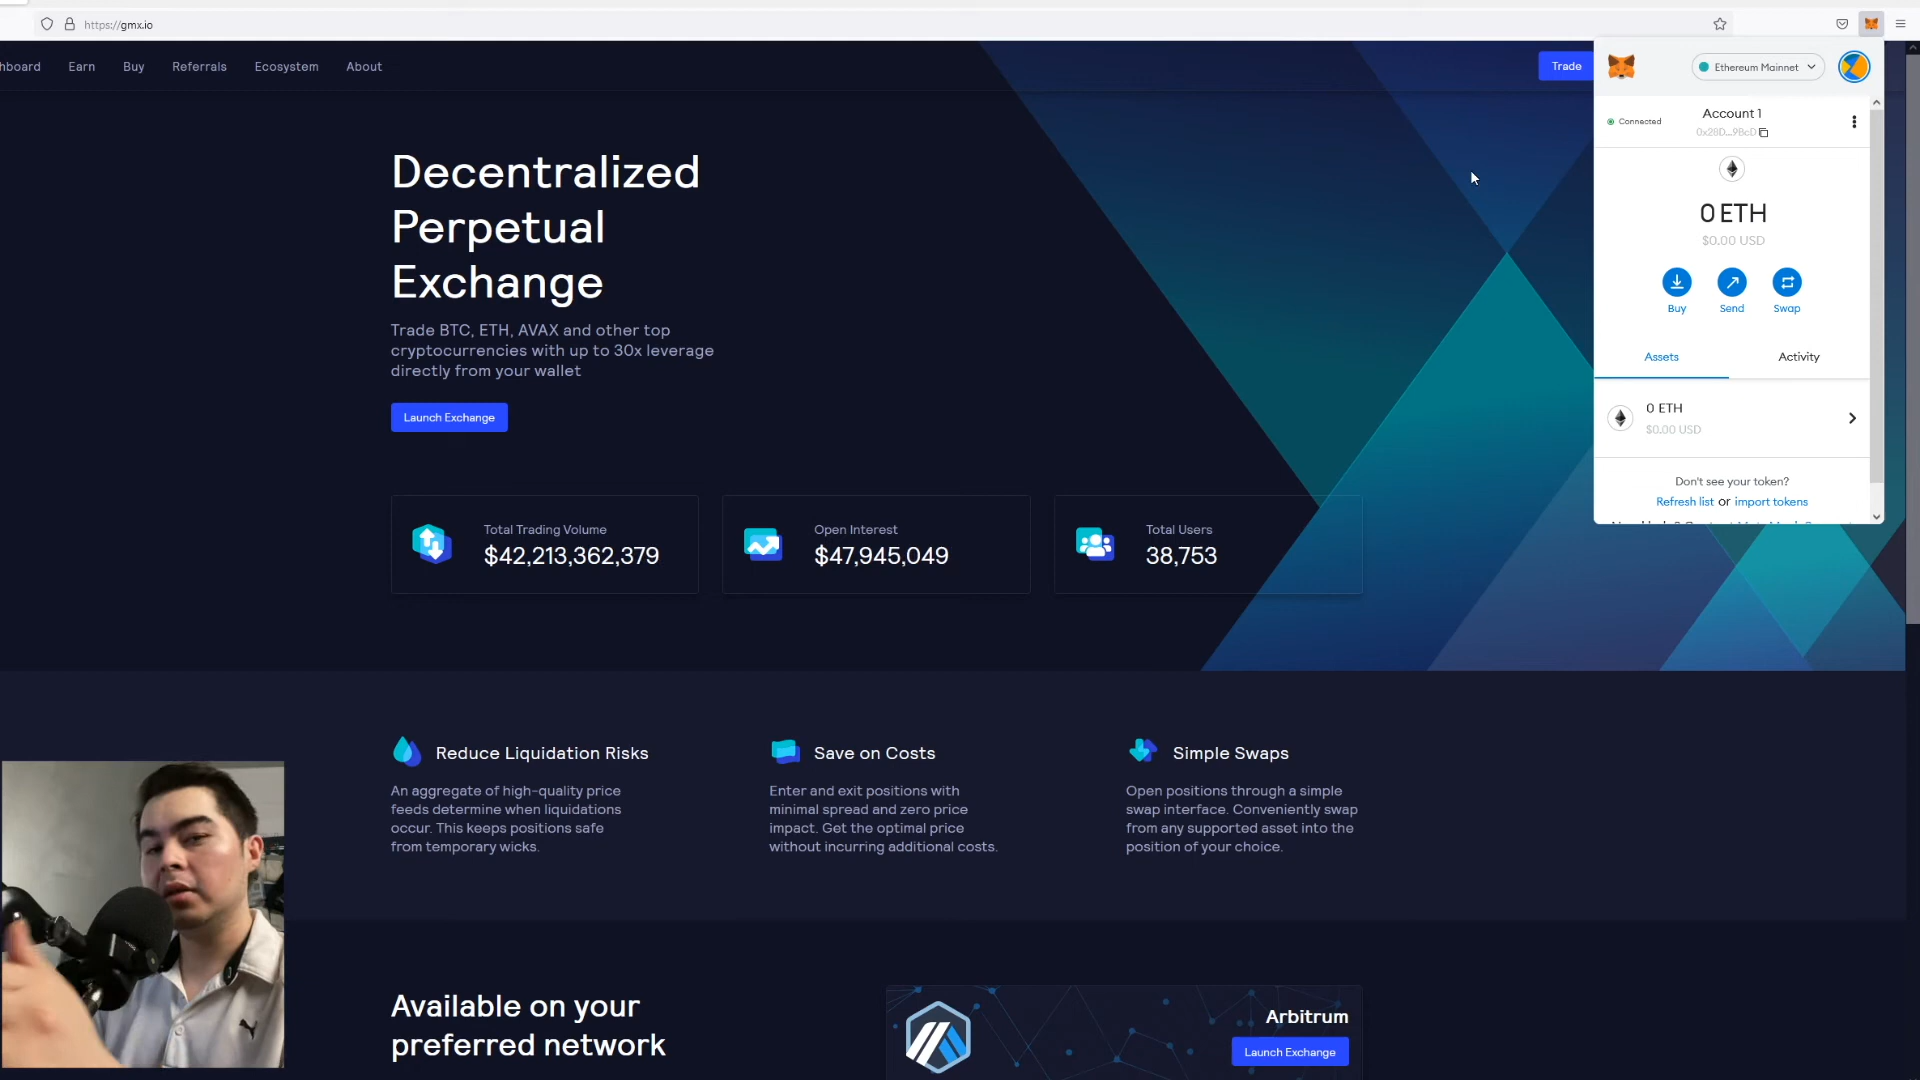 https://gmx.io
hboard
Earn
Buy
Referrals
Ecosystem
About
Trade
Ethereum Mainnet
Connected
Account 1
0x28D...9BcD
0 ETH
$0.00 USD
Buy
Send
Swap
Assets
Activity
0 ETH
$0.00 USD
Don't see your token?
Refresh list or import tokens
Decentralized
Perpetual
Exchange
Trade BTC, ETH, AVAX and other top
cryptocurrencies with up to 30x leverage
directly from your wallet
Launch Exchange
Total Trading Volume
$42,213,362,379
Open Interest
$47,945,049
Total Users
38,753
Reduce Liquidation Risks
An aggregate of high-quality price
feeds determine when liquidations
occur. This keeps positions safe
from temporary wicks.
Save on Costs
Enter and exit positions with
minimal spread and zero price
impact. Get the optimal price
without incurring additional costs.
Simple Swaps
Open positions through a simple
swap interface. Conveniently swap
from any supported asset into the
position of your choice.
Available on your
preferred network
Arbitrum
Launch Exchange